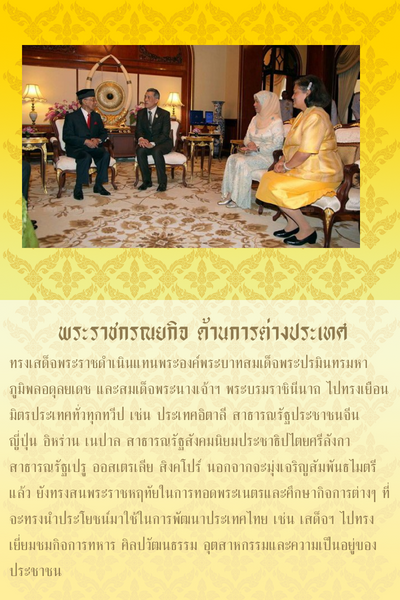 พระราชกรณยกิจ ด้านการต่างประเทศ
ทรงเสด็จพระราชดำเนินแทนพระองค์พระบาทสมเด็จพระปรมินทรมหา
ภูมิพลอดุลยเดช และสมเด็จพระนางเจ้าฯ พระบรมราชินีนาถ ไปทรงเยือน
มิตรประเทศทั่วทุกทวีป เช่น ประเทศอิตาลี สาธารณรัฐประชาชนจีน
ญี่ปุ่น อิหร่าน เนปาล สาธารณรัฐสังคมนิยมประชาธิปไตยศรีลังกา
สาธารณรัฐเปรู ออสเตรเลีย สิงคโปร์ นอกจากจะมุ่งเจริญสัมพันธไมตรี
แล้ว ยังทรงสนพระราชหฤทัยในการทอดพระเนตรและศึกษากิจการต่างๆ ที่
จะทรงนำประโยชน์มาใช้ในการพัฒนาประเทศไทย เช่น เสด็จฯ ไปทรง
เยี่ยมชมกิจการทหาร ศิลปวัฒนธรรม อุตสาหกรรมและความเป็นอยู่ของ
ประชาชน